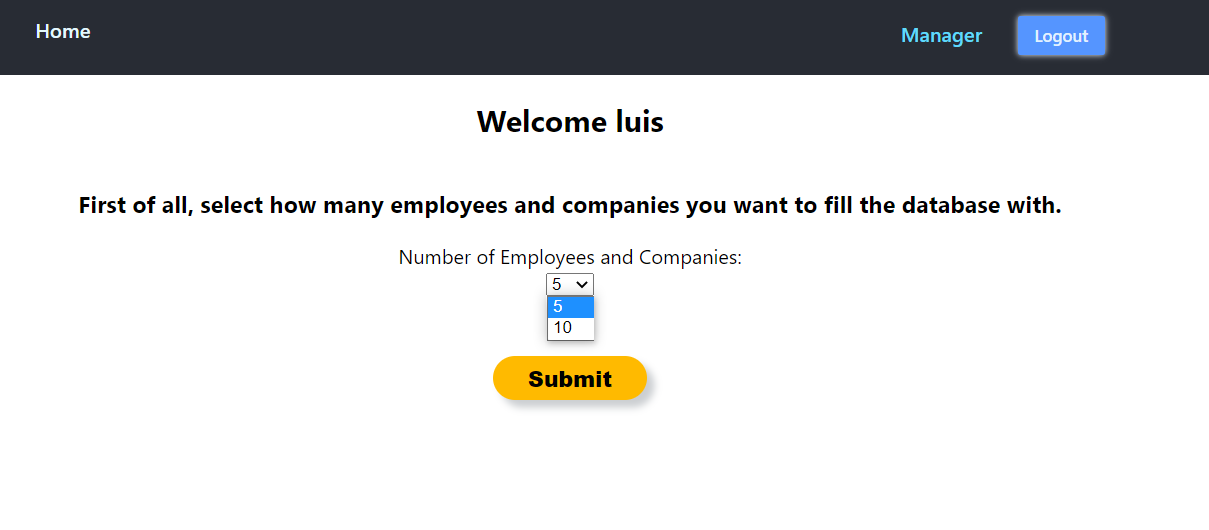 Home
Manager
Logout
Welcome luis
First of all, select how many employees and companies you want to fill the database with.
Number of Employees and Companies:
5
5
10
Submit